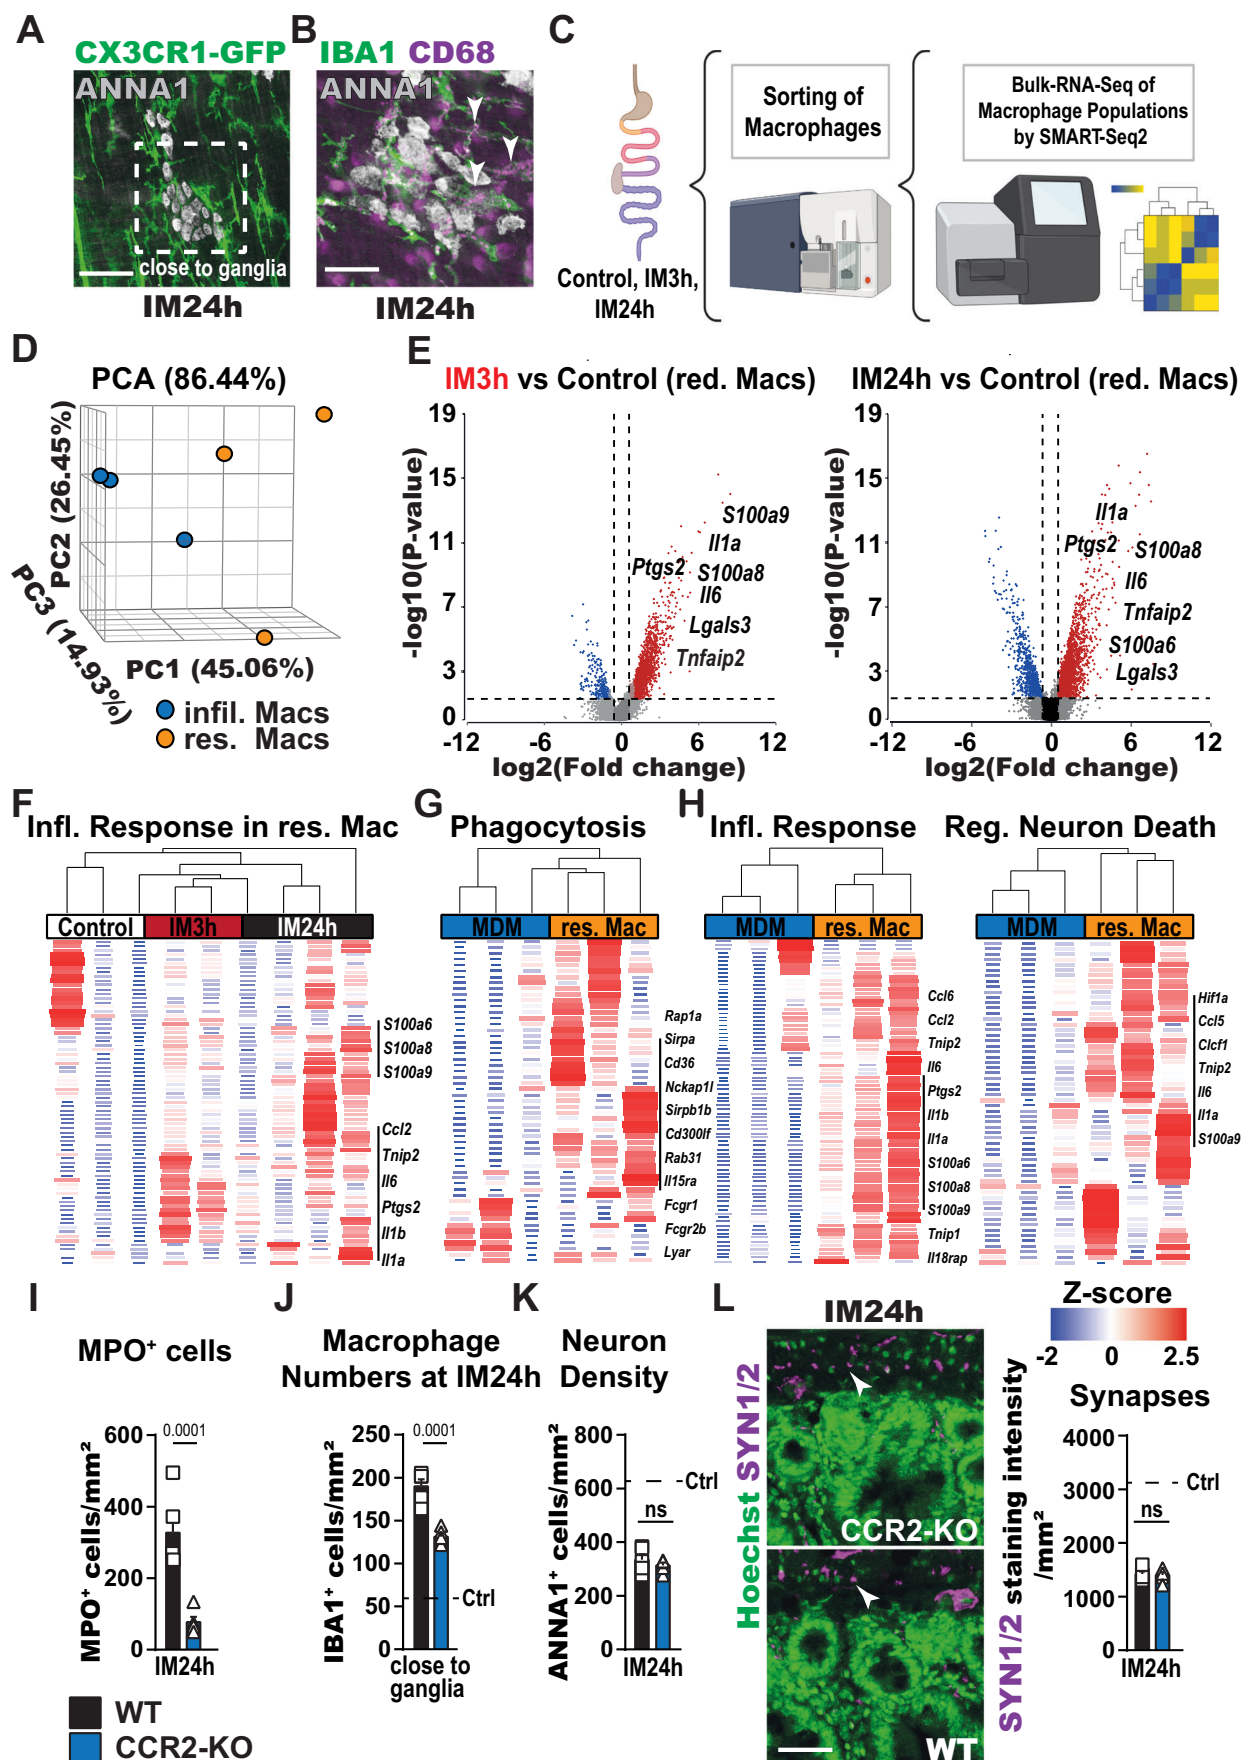 A
CX3CR1-GFP
ANNA1
close to ganglia
IM24h
B
IBA1 CD68
ANNA1
IM24h
C
Control, IM3h,
IM24h
Sorting of
Macrophages
Bulk-RNA-Seq of
Macrophage Populations
by SMART-Seq2
D
PCA (86.44%)
PC2 (26.45%)
PC3 (14.93%)
PC1 (45.06%)
infil. Macs
res. Macs
E
IM3h vs Control (red. Macs)
-log10(P-value)
19
15
11
7
3
0
S100a9
Il1a
Ptgs2
S100a8
Il6
Lgals3
Tnfaip2
-12
-6
0
6
12
log2(Fold change)
IM24h vs Control (red. Macs)
-log10(P-value)
19
15
11
7
3
0
Il1a
Ptgs2
S100a8
Il6
Tnfaip2
S100a6
Lgals3
-12
-6
0
6
12
log2(Fold change)
F
Infl. Response in res. Mac
Control
IM3h
IM24h
S100a6
S100a8
S100a9
Ccl2
Tnip2
Il6
Ptgs2
Il1b
Il1a
G
Phagocytosis
MDM
res. Mac
Rap1a
Sirpa
Cd36
Nckap1l
Sirpb1b
Cd300lf
Rab31
Il15ra
Fcgr1
Fcgr2b
Lyar
H
Infl. Response
MDM
res. Mac
Ccl6
Ccl2
Tnip2
Il6
Ptgs2
Il1b
Il1a
S100a6
S100a8
S100a9
Tnip1
Il18rap
Reg. Neuron Death
MDM
res. Mac
Hif1a
Ccl5
Clcf1
Tnip2
Il6
Il1a
S100a9
Z-score
-2
0
2.5
I
MPO⁺ cells
MPO⁺ cells/mm²
600
400
200
0
0.0001
IM24h
WT
CCR2-KO
J
Macrophage
Numbers at IM24h
IBA1⁺ cells/mm²
250
200
150
100
50
0
0.0001
Ctrl
close to
ganglia
K
Neuron
Density
ANNA1⁺ cells/mm²
800
600
400
200
0
Ctrl
ns
IM24h
L
IM24h
Hoechst SYN1/2
CCR2-KO
WT
Synapses
SYN1/2 staining intensity
/mm²
4000
3000
2000
1000
0
Ctrl
ns
IM24h